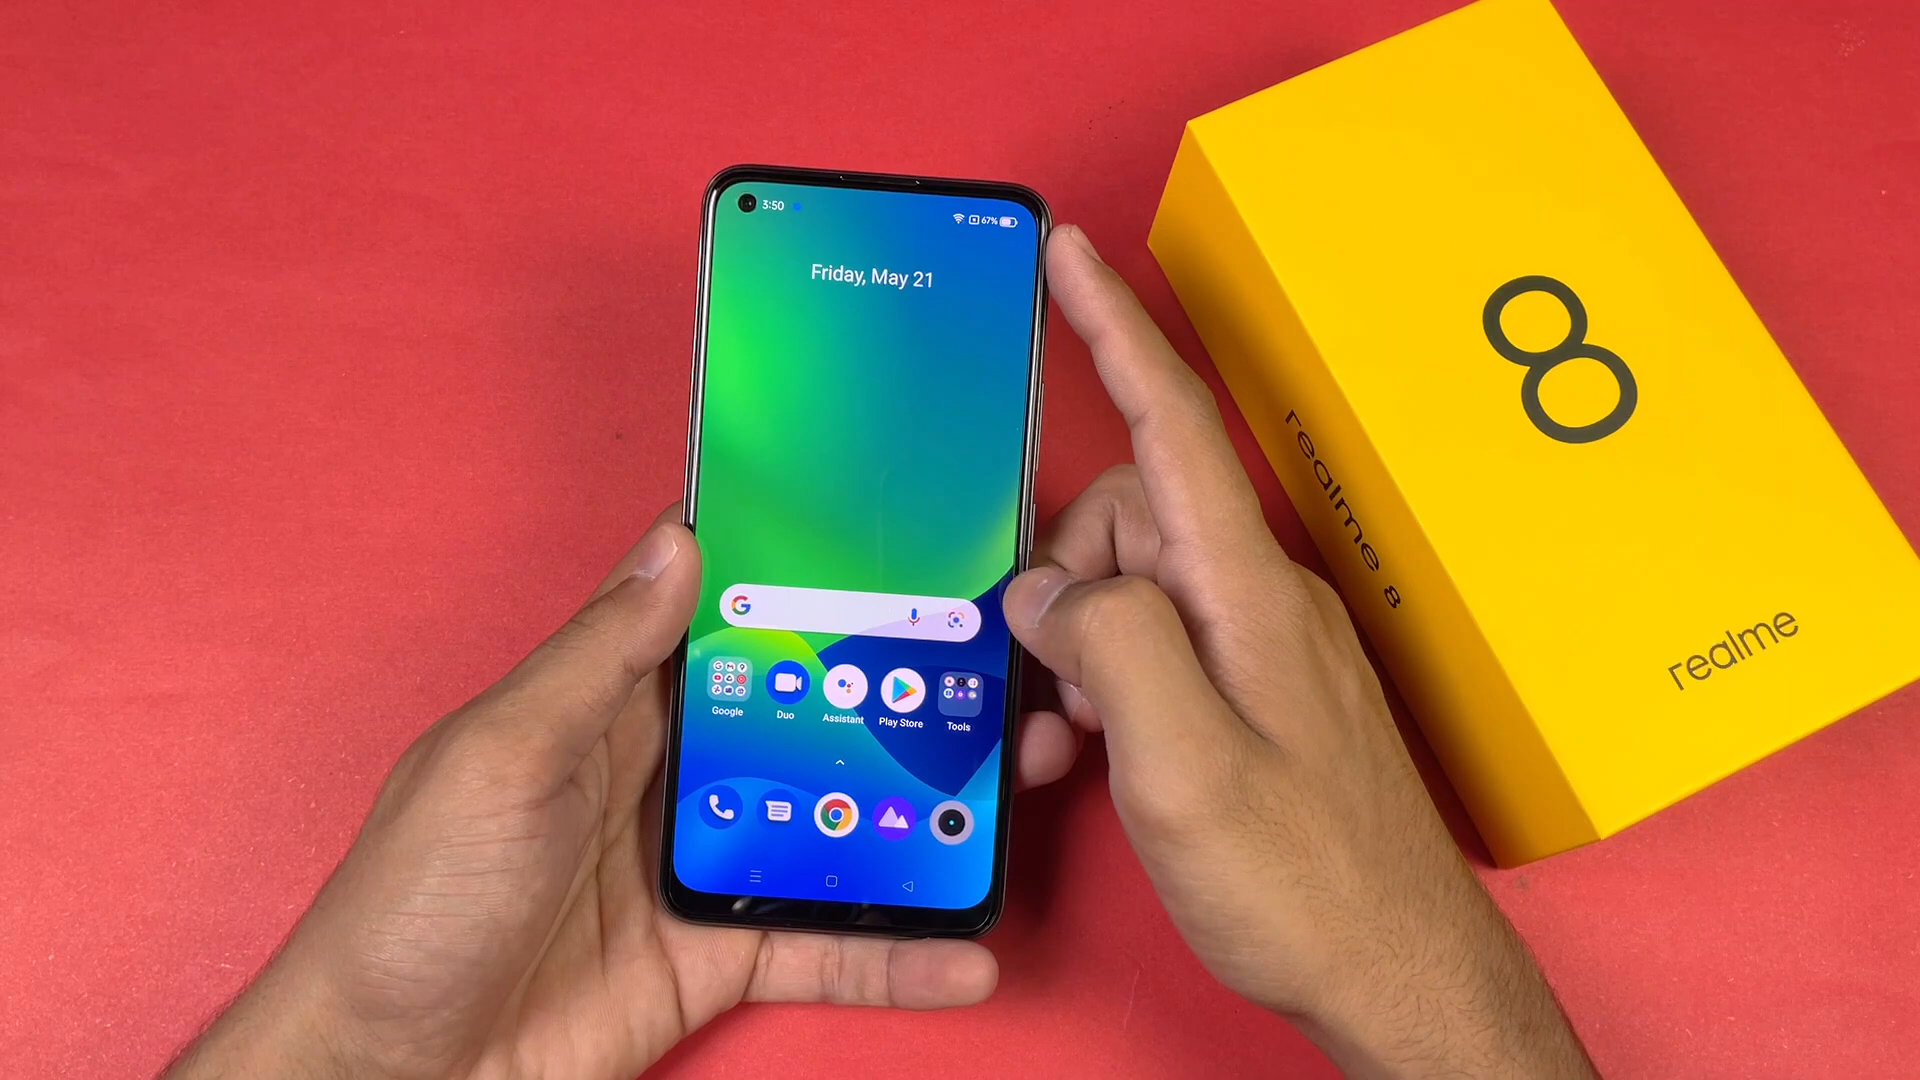 3:50
67%
Friday, May 21
G
Google
Duo
Assistant
Play Store
Tools
8
realme 8
realme